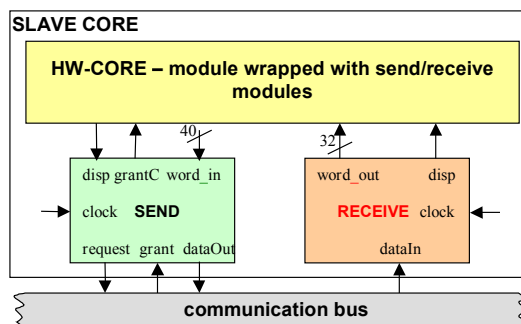 SLAVE CORE
HW-CORE – module wrapped with send/receive
modules
40
32
disp grantC word_in
word_out disp
clock SEND
RECEIVE clock
request grant dataOut
dataIn
communication bus